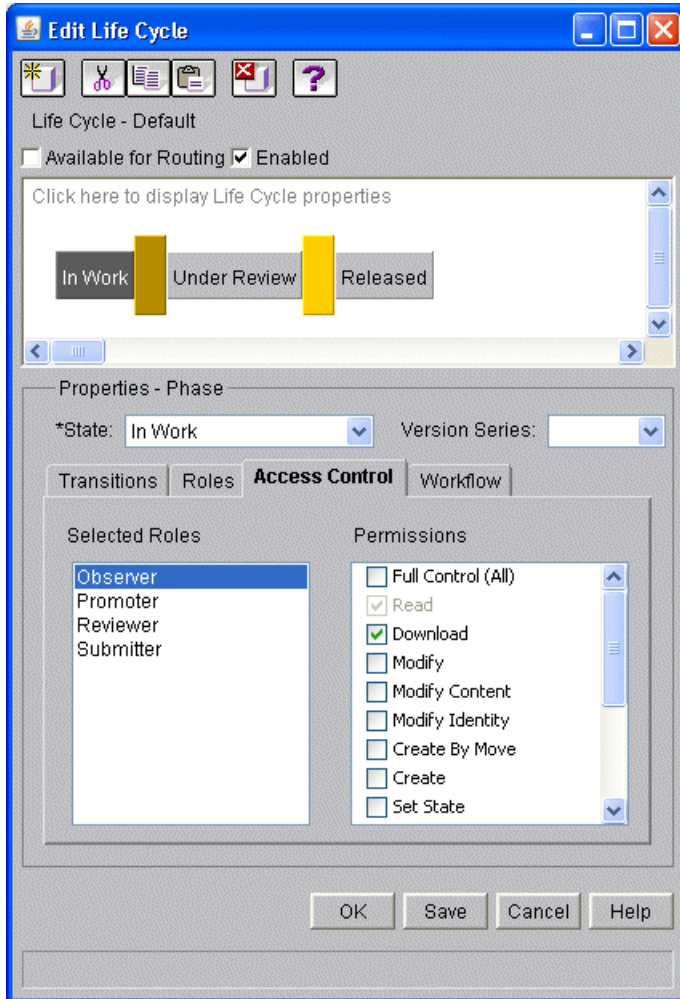 Edit Life Cycle
?
Life Cycle - Default
Available for Routing Enabled
Click here to display Life Cycle properties
In Work Under Review Released
Properties - Phase
*State: In Work Version Series:
Transitions Roles Access Control Workflow
Selected Roles Permissions
Observer
Promoter
Reviewer
Submitter
Full Control (All)
Read
Download
Modify
Modify Content
Modify Identity
Create By Move
Create
Set State
OK Save Cancel Help